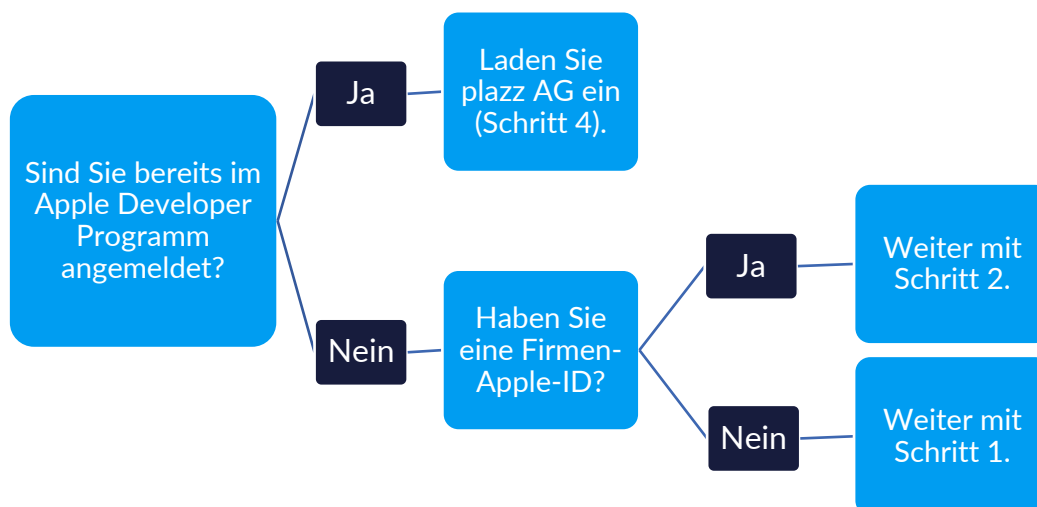 Sind Sie bereits im
Apple Developer
Programm
angemeldet?
Ja
Laden Sie
plazz AG ein
(Schritt 4).
Nein
Haben Sie
eine Firmen-
Apple-ID?
Ja
Weiter mit
Schritt 2.
Nein
Weiter mit
Schritt 1.